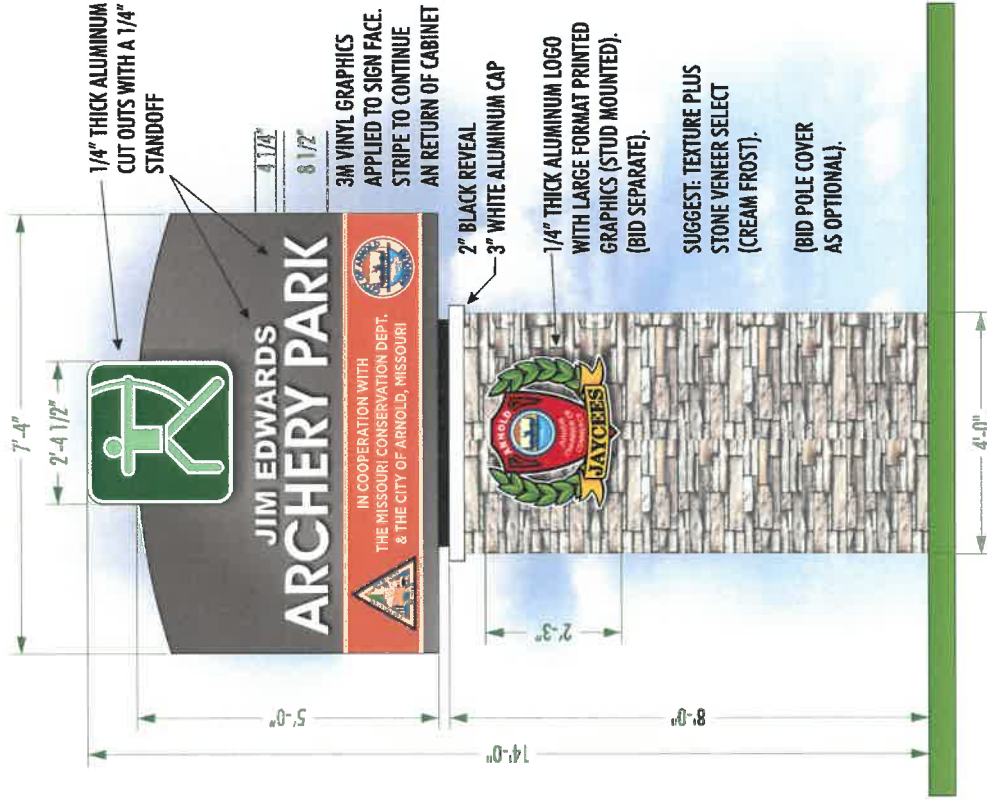 7'-4"
2'-4 1/2"
1/4" THICK ALUMINUM
CUT OUTS WITH A 1/4"
STANDOFF
4 1/4"
8 1/2"
JIM EDWARDS
ARCHERY PARK
IN COOPERATION WITH
THE MISSOURI CONSERVATION DEPT.
& THE CITY OF ARNOLD, MISSOURI
3M VINYL GRAPHICS
APPLIED TO SIGN FACE.
STRIPE TO CONTINUE
AN RETURN OF CABINET
2" BLACK REVEAL
3" WHITE ALUMINUM CAP
ARNOLD
JAYCEES
1/4" THICK ALUMINUM LOGO
WITH LARGE FORMAT PRINTED
GRAPHICS (STUD MOUNTED).
(BID SEPARATE).
SUGGEST: TEXTURE PLUS
STONE VENEER SELECT
(CREAM FROST).
(BID POLE COVER
AS OPTIONAL).
5'-0"
2'-3"
8'-0"
14'-0"
4'-0"